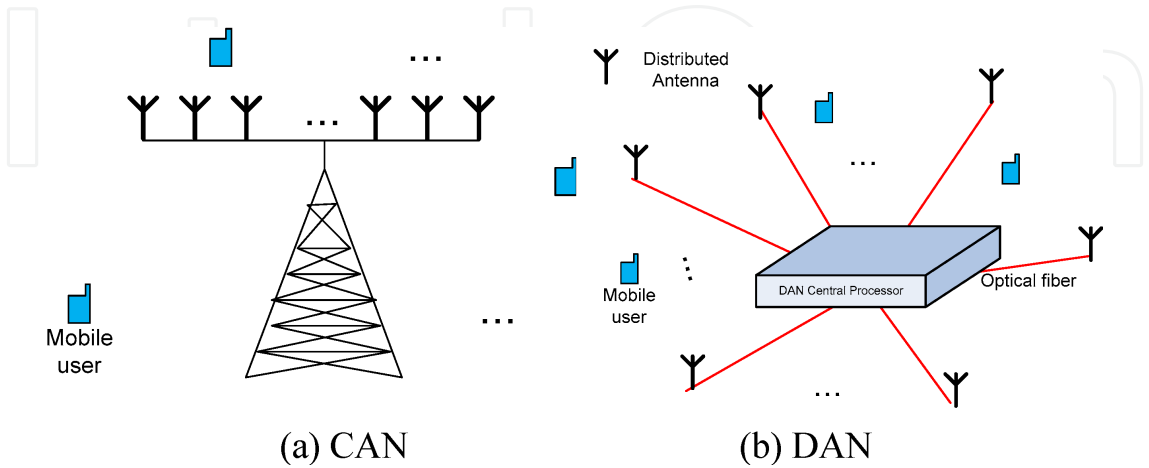 Mobile
user
(a) CAN
Distributed
Antenna
Mobile
user
DAN Central Processor
Optical fiber
(b) DAN